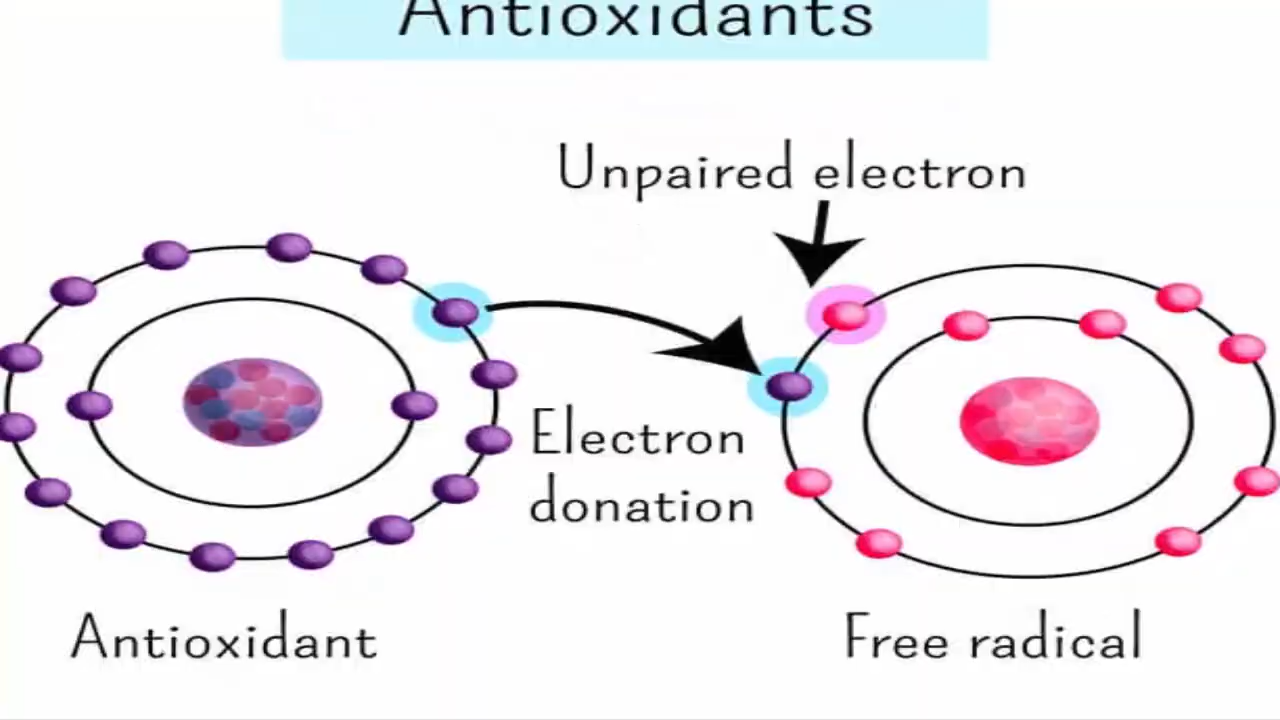 Antioxidants
Unpaired electron
Electron
donation
Antioxidant
Free radical